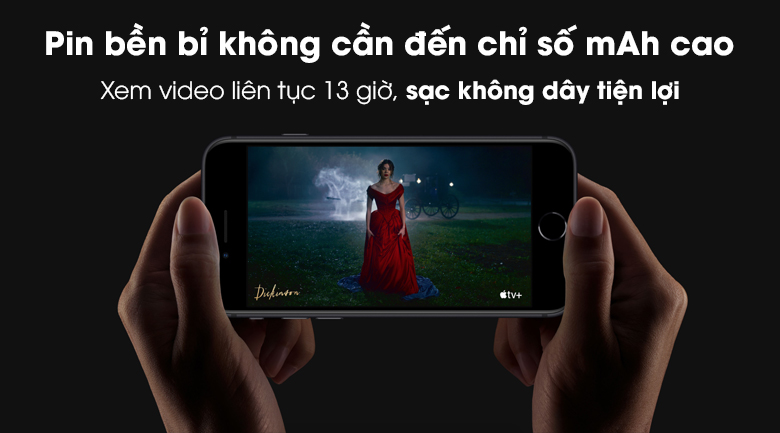 Pin bền bỉ không cần đến chỉ số mAh cao
Xem video liên tục 13 giờ, sạc không dây tiện lợi
Dickinson
tv+